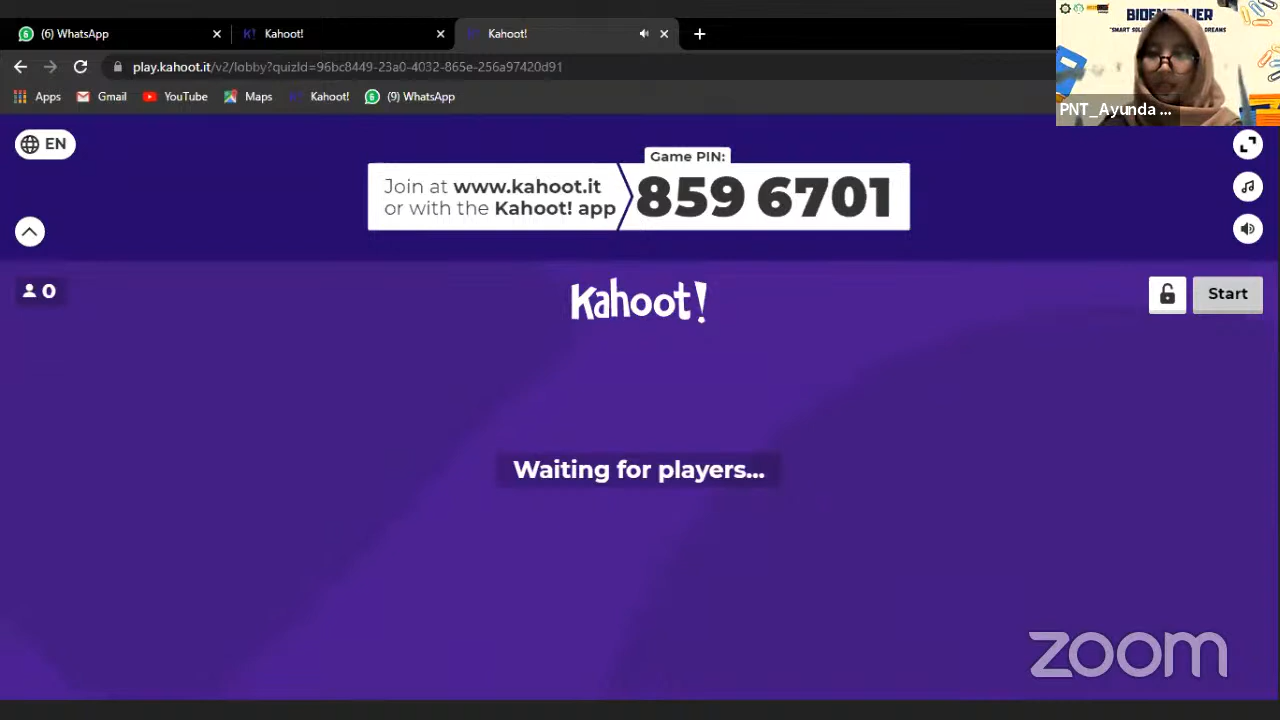 (6) WhatsApp
Kahoot!
Kahoot!
play.kahoot.it/v2/lobby?quizId=96bc8449-23a0-4032-865e-256a97420d91
Apps
Gmail
YouTube
Maps
Kahoot!
(9) WhatsApp
"SMART
DREAMS
PNT_Ayunda ...
EN
Join at www.kahoot.it
or with the Kahoot! app
Game PIN:
859 6701
0
Kahoot!
Start
Waiting for players...
zoom